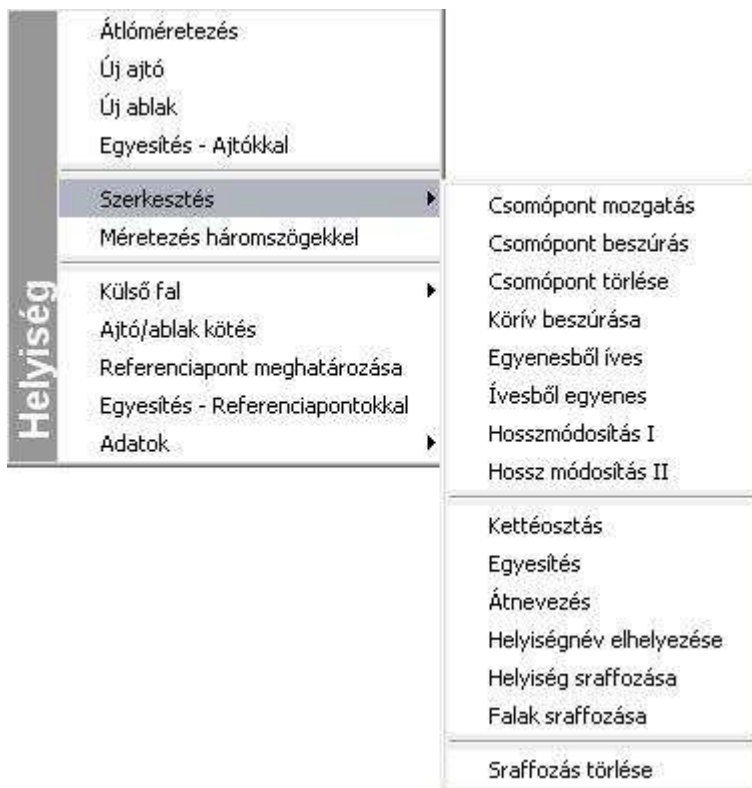 Helyiség
Átlóméretezés
Új ajtó
Új ablak
Egyesítés - Ajtókkal
Szerkesztés
Méretezés háromszögekkel
Külső fal
Ajtó/ablak kötés
Referenciapont meghatározása
Egyesítés - Referenciapontokkal
Adatok
Csomópont mozgatás
Csomópont beszúrás
Csomópont törlése
Körív beszúrása
Egyenesből íves
Ívesből egyenes
Hosszmódosítás I
Hossz módosítás II
Kettéosztás
Egyesítés
Átnevezés
Helyiségnév elhelyezése
Helyiség sraffozása
Falak sraffozása
Sraffozás törlése